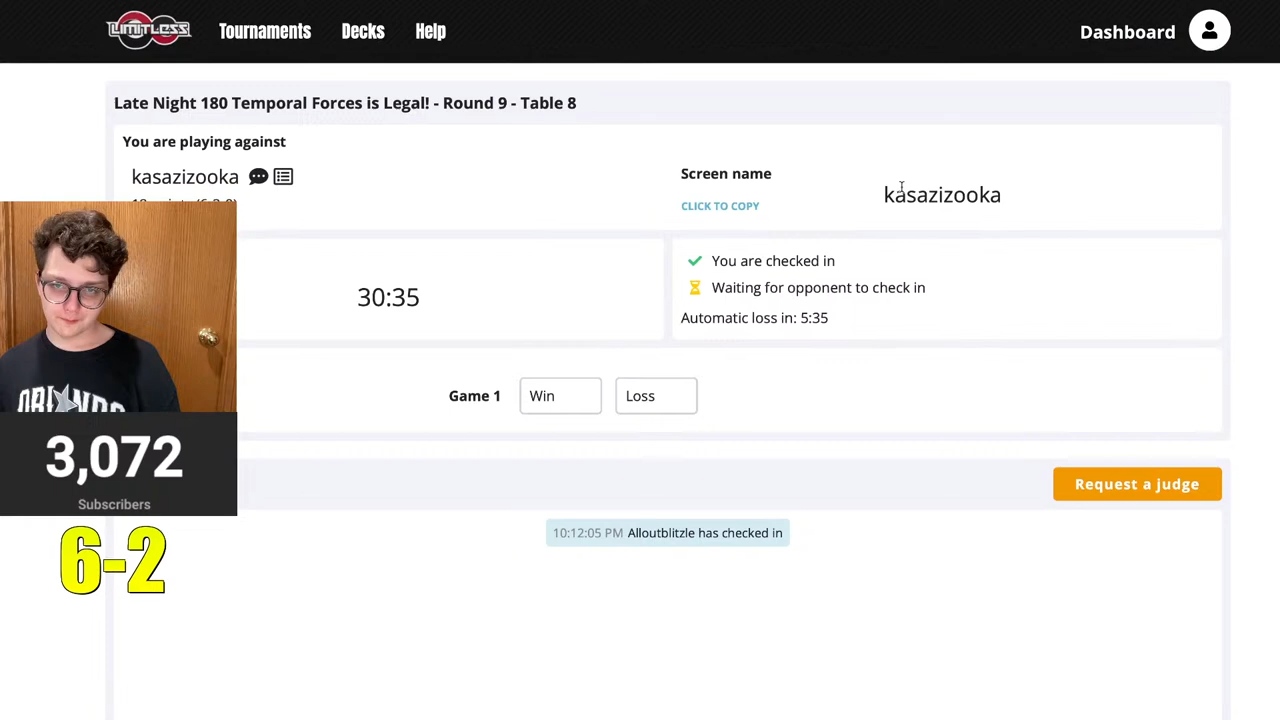 LIMITLESS
Tournaments
Decks
Help
Dashboard
Late Night 180 Temporal Forces is Legal! - Round 9 - Table 8
You are playing against
kasazizooka
Screen name
CLICK TO COPY
kasazizooka
30:35
You are checked in
Waiting for opponent to check in
Automatic loss in: 5:35
Game 1
Win
Loss
ORLANDO
3,072
Subscribers
Request a judge
10:12:05 PM Alloutblitzle has checked in
6-2